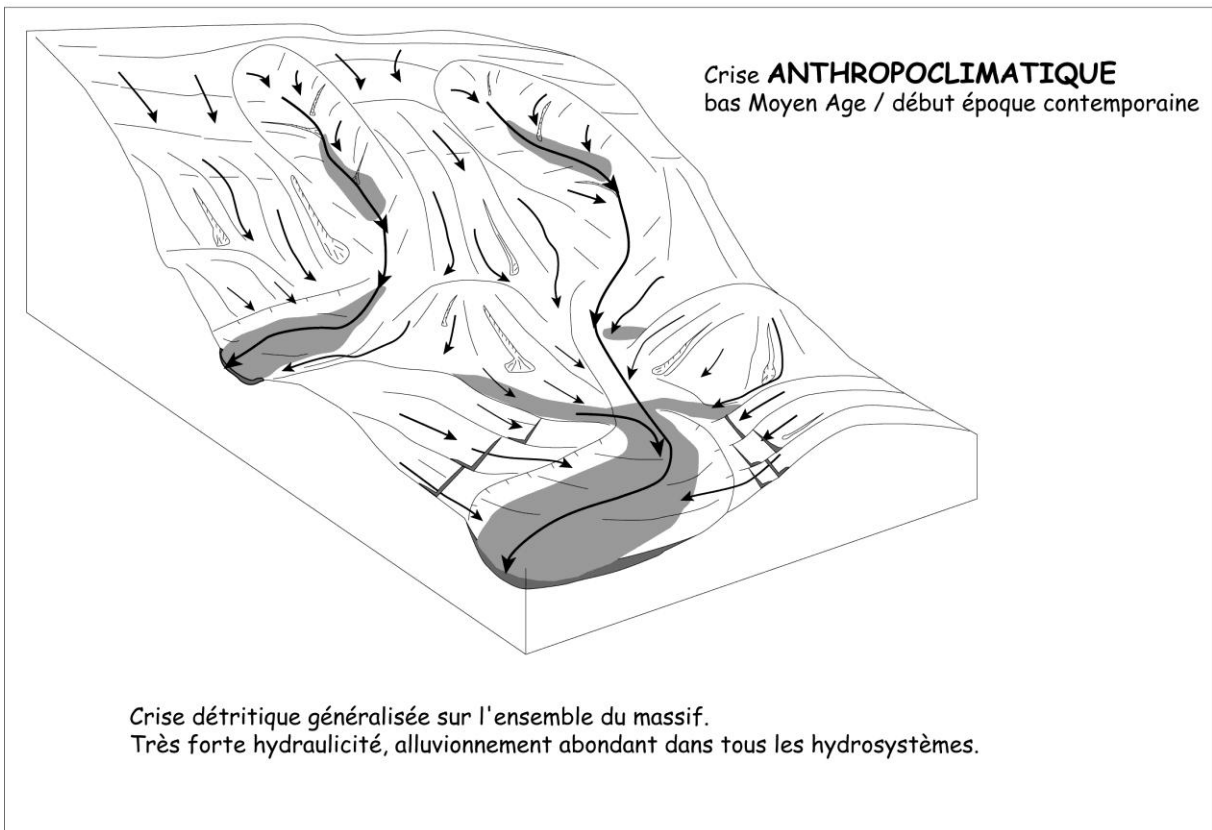 Crise ANTHROPOCLIMATIQUE
bas Moyen Age / début époque contemporaine
Crise détritique généralisée sur l'ensemble du massif.
Très forte hydraulicité, alluvionnement abondant dans tous les hydrosystèmes.